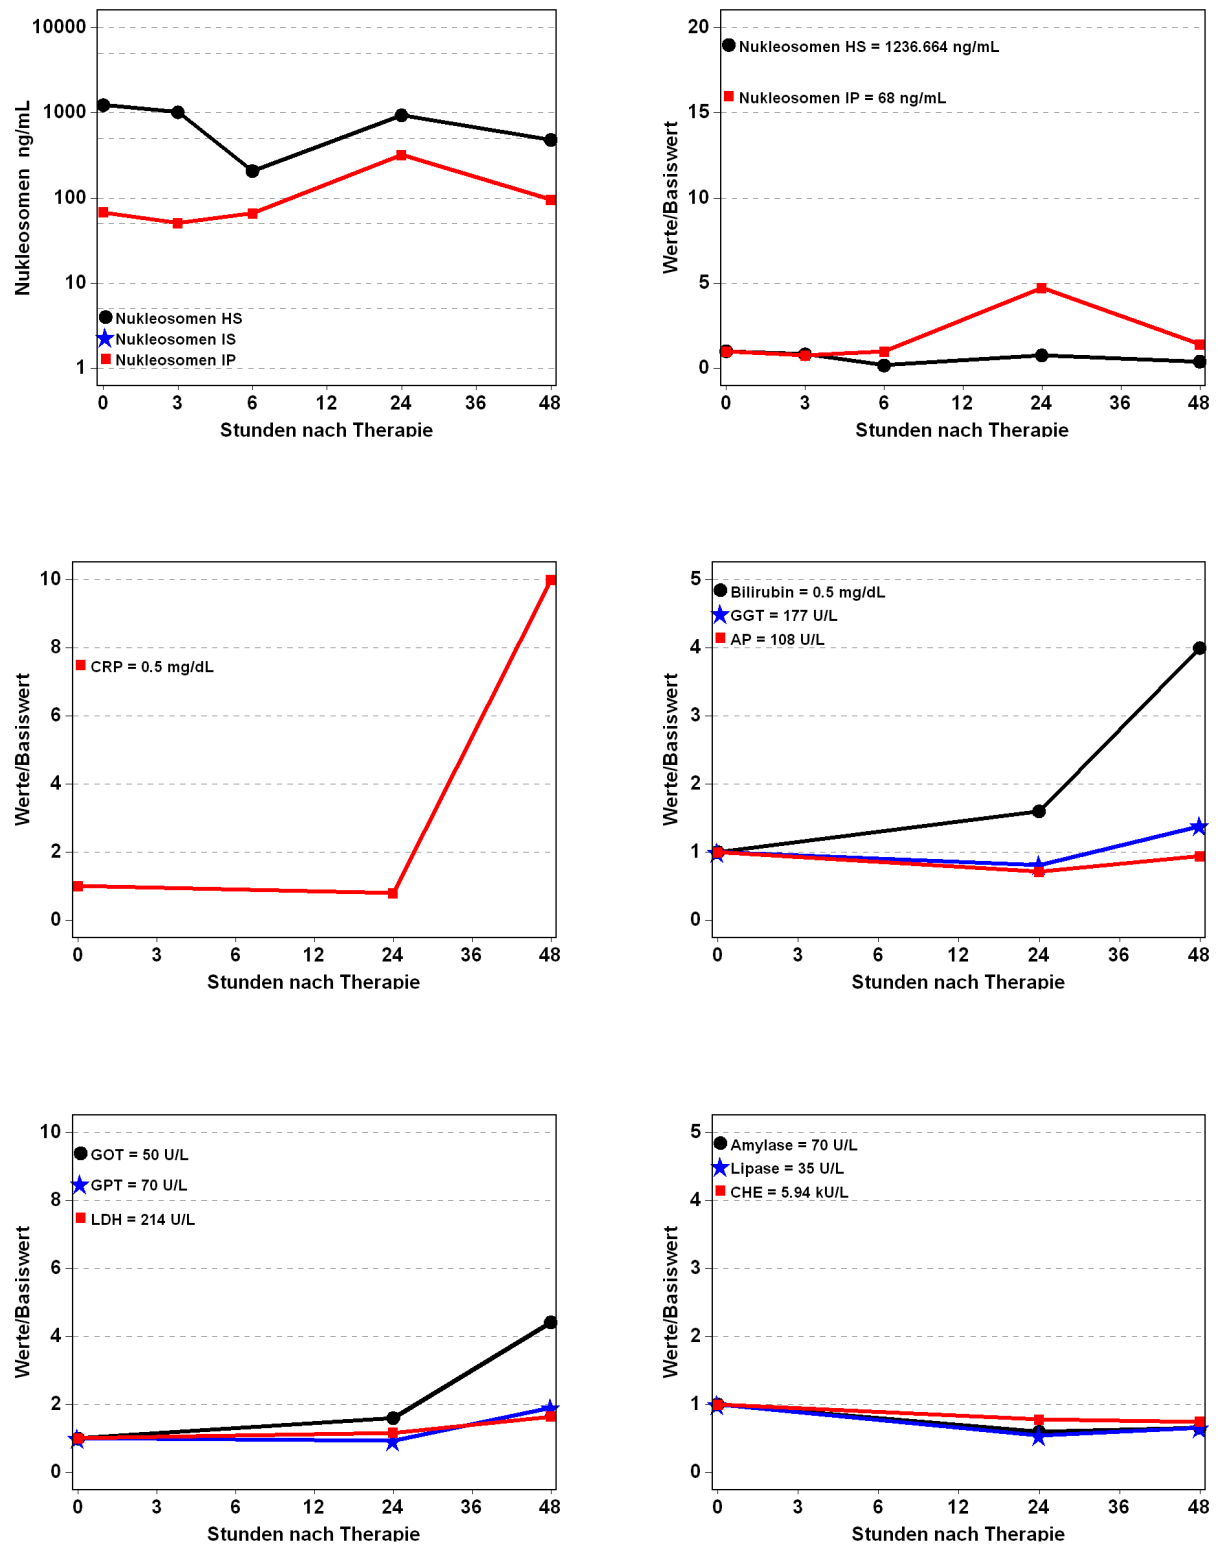 Nukleosomen ng/mL
10000
1000
100
10
1
Nukleosomen HS
Nukleosomen IS
Nukleosomen IP
0 3 6 12 24 36 48
Stunden nach Therapie
Werte/Basiswert
20
15
10
5
0
Nukleosomen HS = 1236.664 ng/mL
Nukleosomen IP = 68 ng/mL
0 3 6 12 24 36 48
Stunden nach Therapie
Werte/Basiswert
10
8
6
4
2
0
CRP = 0.5 mg/dL
0 3 6 12 24 36 48
Stunden nach Therapie
Werte/Basiswert
5
4
3
2
1
0
Bilirubin = 0.5 mg/dL
GGT = 177 U/L
AP = 108 U/L
0 3 6 12 24 36 48
Stunden nach Therapie
Werte/Basiswert
10
8
6
4
2
0
GOT = 50 U/L
GPT = 70 U/L
LDH = 214 U/L
0 3 6 12 24 36 48
Stunden nach Therapie
Werte/Basiswert
5
4
3
2
1
0
Amylase = 70 U/L
Lipase = 35 U/L
CHE = 5.94 kU/L
0 3 6 12 24 36 48
Stunden nach Therapie